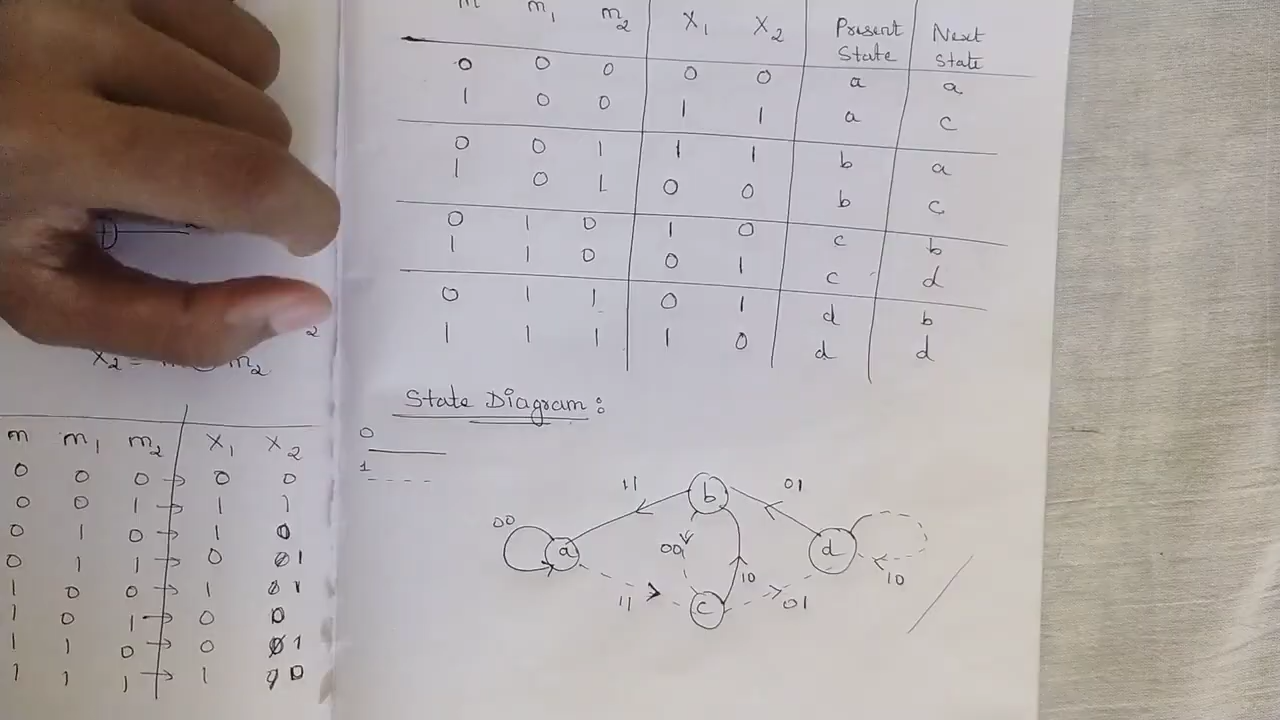 m m₁ m₂ X₁ X₂ Present State Next State
0 0 0 0 0 a a
1 0 0 1 1 a c
0 0 1 1 1 b a
1 0 1 0 0 b c
0 1 0 1 0 c b
1 1 0 0 1 c d
0 1 1 0 1 d b
1 1 1 1 0 d d
State Diagram:
0
1
00
a
11
b
01
d
10
00
10
c
11
01
2
X₂ = m₂
m m₁ m₂ X₁ X₂
0 0 0 → 0 0
0 0 1 → 1 1
0 1 0 → 1 0
0 1 1 → 0 1
1 0 0 → 1 1
1 0 1 → 0 0
1 1 0 → 0 1
1 1 1 → 1 0